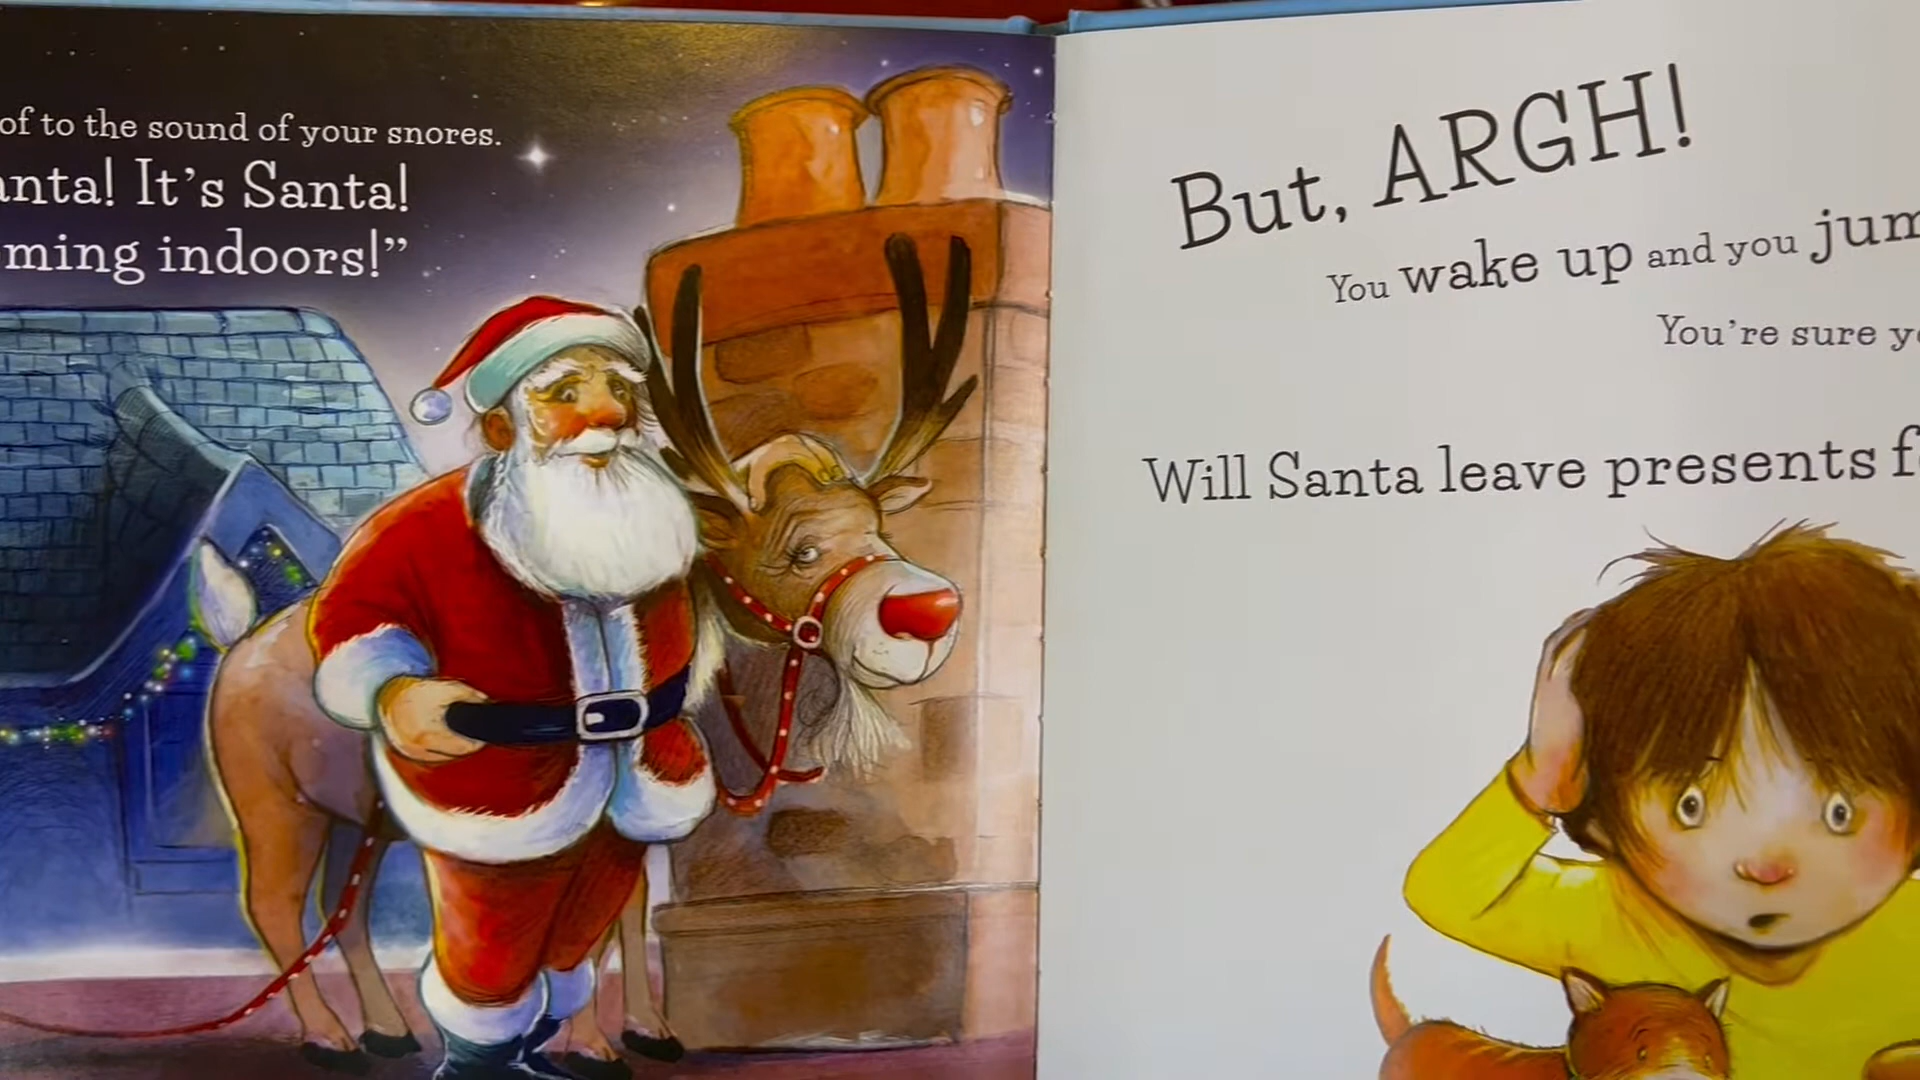 of to the sound of your snores.
anta! It's Santa!
ming indoors!”
But, ARGH!
You wake up and you jum
You're sure y
Will Santa leave presents f